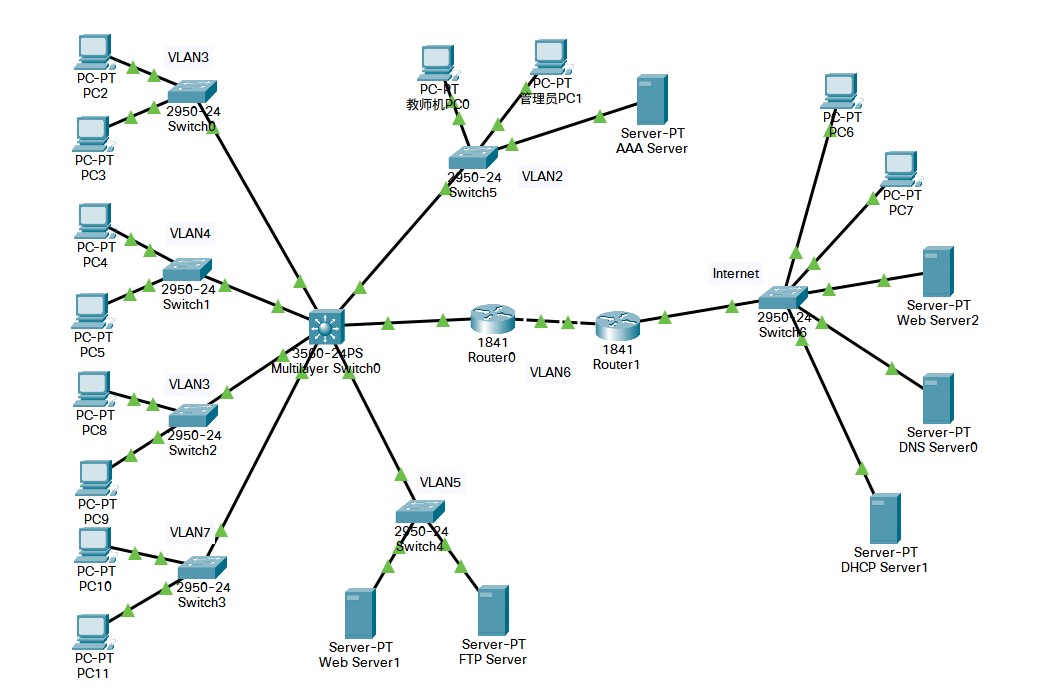 VLAN3
PC-PT
PC2
2950-24
Switch0
PC-PT
PC3
VLAN4
PC-PT
PC4
2950-24
Switch1
PC-PT
PC5
VLAN3
PC-PT
PC8
2950-24
Switch2
PC-PT
PC9
VLAN7
PC-PT
PC10
2950-24
Switch3
PC-PT
PC11
3560-24PS
Multilayer Switch0
PC-PT
教师机PC0
PC-PT
管理员PC1
Server-PT
AAA Server
2950-24
Switch5
VLAN2
1841
Router0
VLAN6
1841
Router1
VLAN5
2950-24
Switch4
Server-PT
Web Server1
Server-PT
FTP Server
Internet
2950-24
Switch6
PC-PT
PC6
PC-PT
PC7
Server-PT
Web Server2
Server-PT
DNS Server0
Server-PT
DHCP Server1